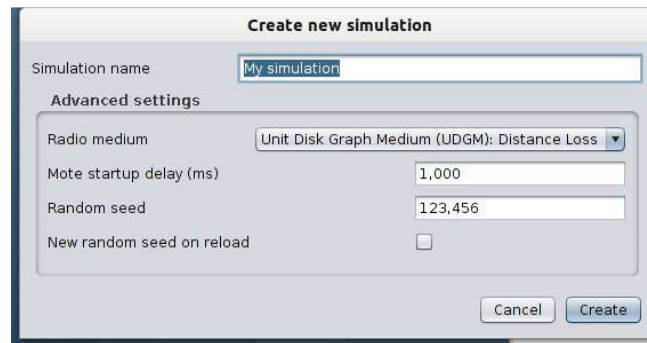 Create new simulation
Simulation name My simulation
Advanced settings
Radio medium Unit Disk Graph Medium (UDGM): Distance Loss
Mote startup delay (ms) 1,000
Random seed 123,456
New random seed on reload
Cancel Create